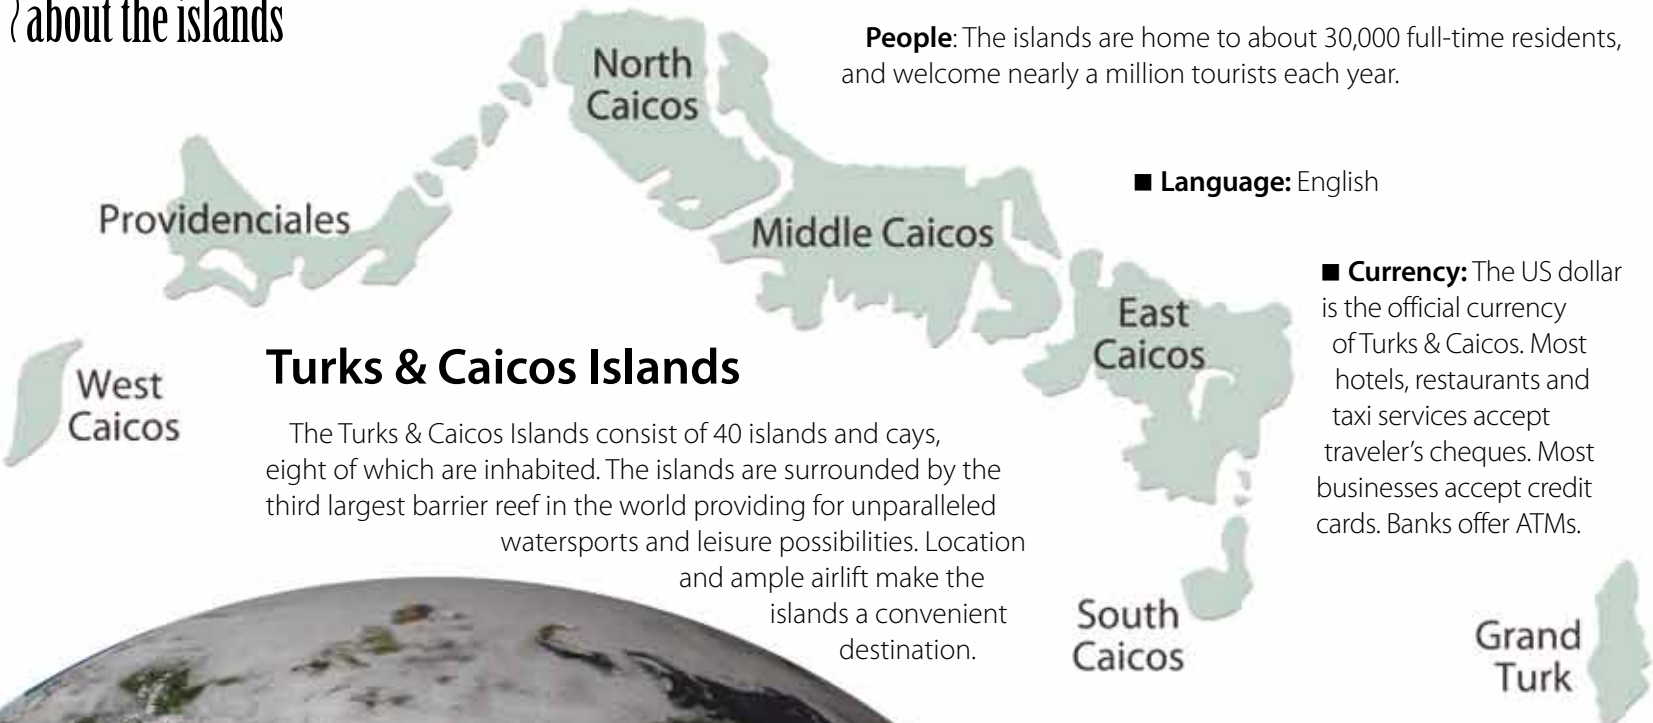 about the islands
People: The islands are home to about 30,000 full-time residents,
and welcome nearly a million tourists each year.
North
Caicos
Providenciales
Middle Caicos
■ Language: English
■ Currency: The US dollar
is the official currency
of Turks & Caicos. Most
hotels, restaurants and
taxi services accept
traveler’s cheques. Most
businesses accept credit
cards. Banks offer ATMs.
East
Caicos
West
Caicos
Turks & Caicos Islands
The Turks & Caicos Islands consist of 40 islands and cays,
eight of which are inhabited. The islands are surrounded by the
third largest barrier reef in the world providing for unparalleled
watersports and leisure possibilities. Location
and ample airlift make the
islands a convenient
destination.
South
Caicos
Grand
Turk